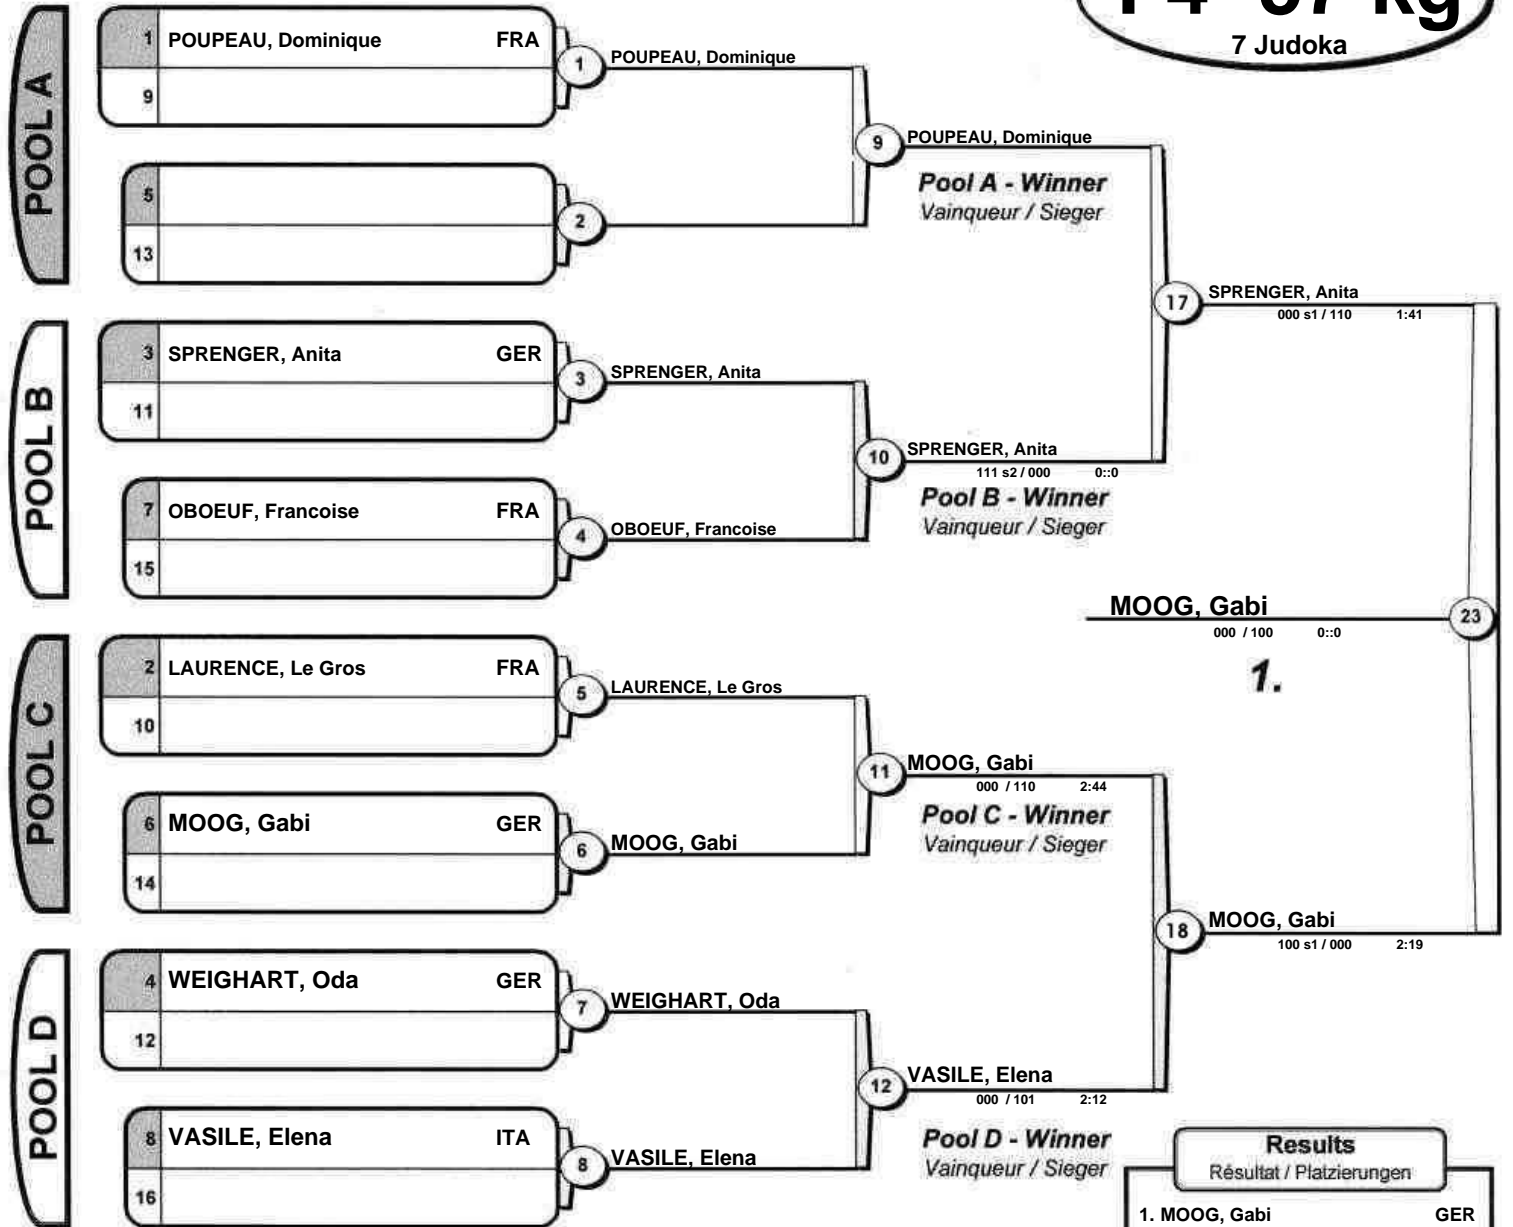 7 Judoka
POOL A
1 POUPEAU, Dominique FRA
9
1 POUPEAU, Dominique
5
13
2
9 POUPEAU, Dominique
Pool A - Winner
Vainqueur / Sieger
POOL B
3 SPRENGER, Anita GER
11
3 SPRENGER, Anita
7 OBOEUF, Francoise FRA
15
4 OBOEUF, Francoise
10 SPRENGER, Anita
111 s2 / 000 0::0
Pool B - Winner
Vainqueur / Sieger
17 SPRENGER, Anita
000 s1 / 110 1:41
POOL C
2 LAURENCE, Le Gros FRA
10
5 LAURENCE, Le Gros
6 MOOG, Gabi GER
14
6 MOOG, Gabi
11 MOOG, Gabi
000 / 110 2:44
Pool C - Winner
Vainqueur / Sieger
POOL D
4 WEIGHART, Oda GER
12
7 WEIGHART, Oda
8 VASILE, Elena ITA
16
8 VASILE, Elena
12 VASILE, Elena
000 / 101 2:12
Pool D - Winner
Vainqueur / Sieger
18 MOOG, Gabi
100 s1 / 000 2:19
MOOG, Gabi 23
000 / 100 0::0
1.
Results
Résultat / Platzierungen
1. MOOG, Gabi GER